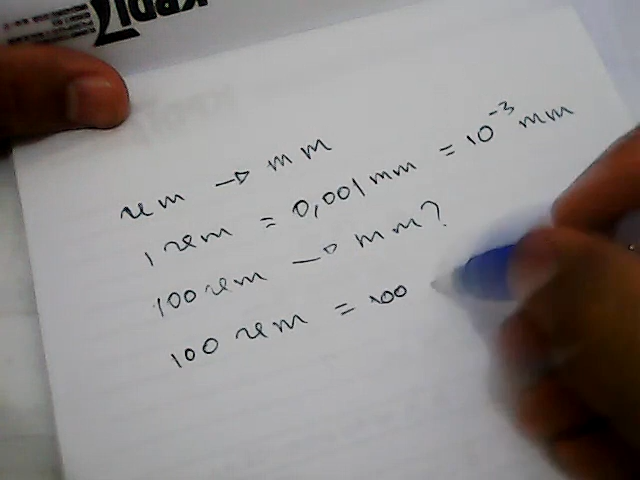 μm → mm
1 μm = 0,001 mm = 10⁻³ mm
100 μm → mm?
100 μm = 100